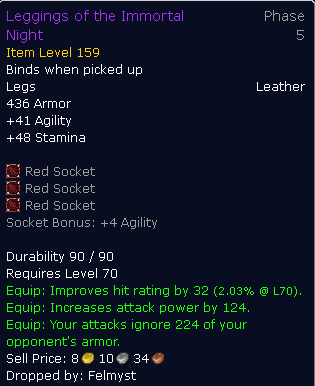 Leggings of the Immortal Phase
Night 5
Item Level 159
Binds when picked up
Legs Leather
436 Armor
+41 Agility
+48 Stamina
Red Socket
Red Socket
Red Socket
Socket Bonus: +4 Agility
Durability 90 / 90
Requires Level 70
Equip: Improves hit rating by 32 (2.03% @ L70).
Equip: Increases attack power by 124.
Equip: Your attacks ignore 224 of your
opponent's armor.
Sell Price: 8 10 34
Dropped by: Felmyst